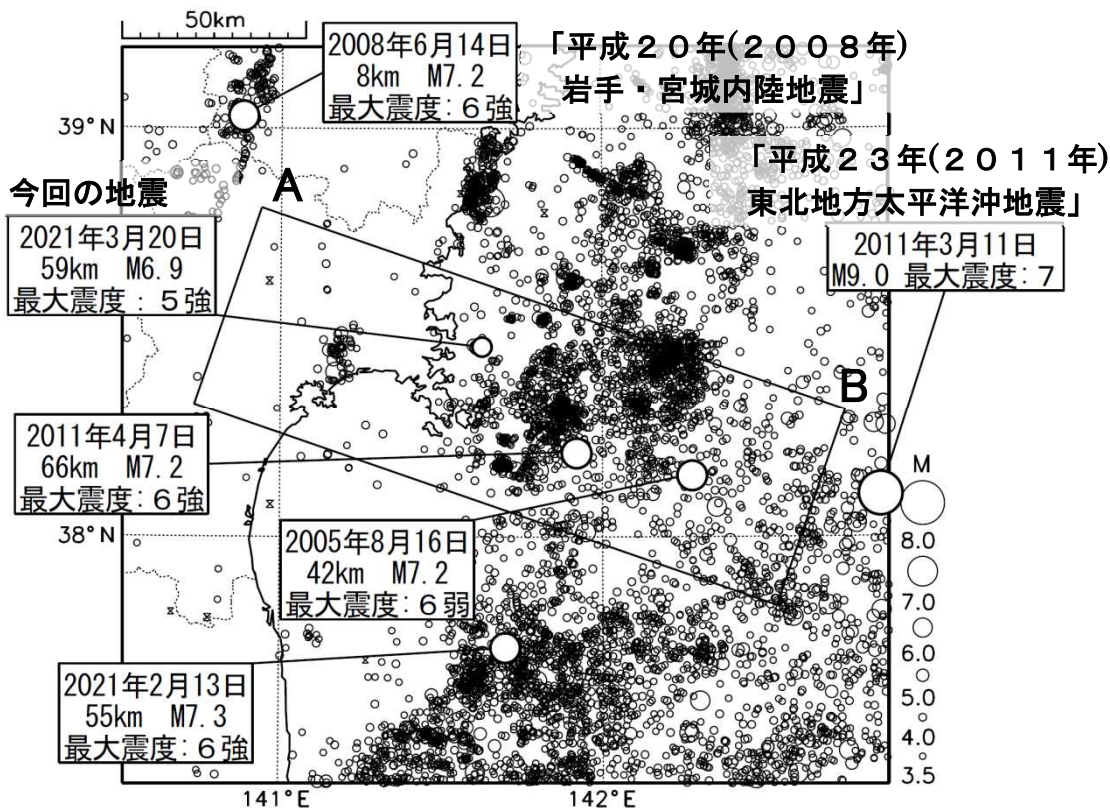 50km
2008年6月14日
8km M7.2
最大震度:６強
「平成２０年(２００８年)
岩手・宮城内陸地震」
39°N
「平成２３年(２０１１年)
東北地方太平洋沖地震」
今回の地震
A
2021年3月20日
59km M6.9
最大震度：５強
2011年3月11日
M9.0 最大震度:７
B
2011年4月7日
66km M7.2
最大震度:６強
M
38°N
2005年8月16日
42km M7.2
最大震度:６弱
8.0
7.0
6.0
5.0
4.0
3.5
2021年2月13日
55km M7.3
最大震度:６強
141°E
142°E